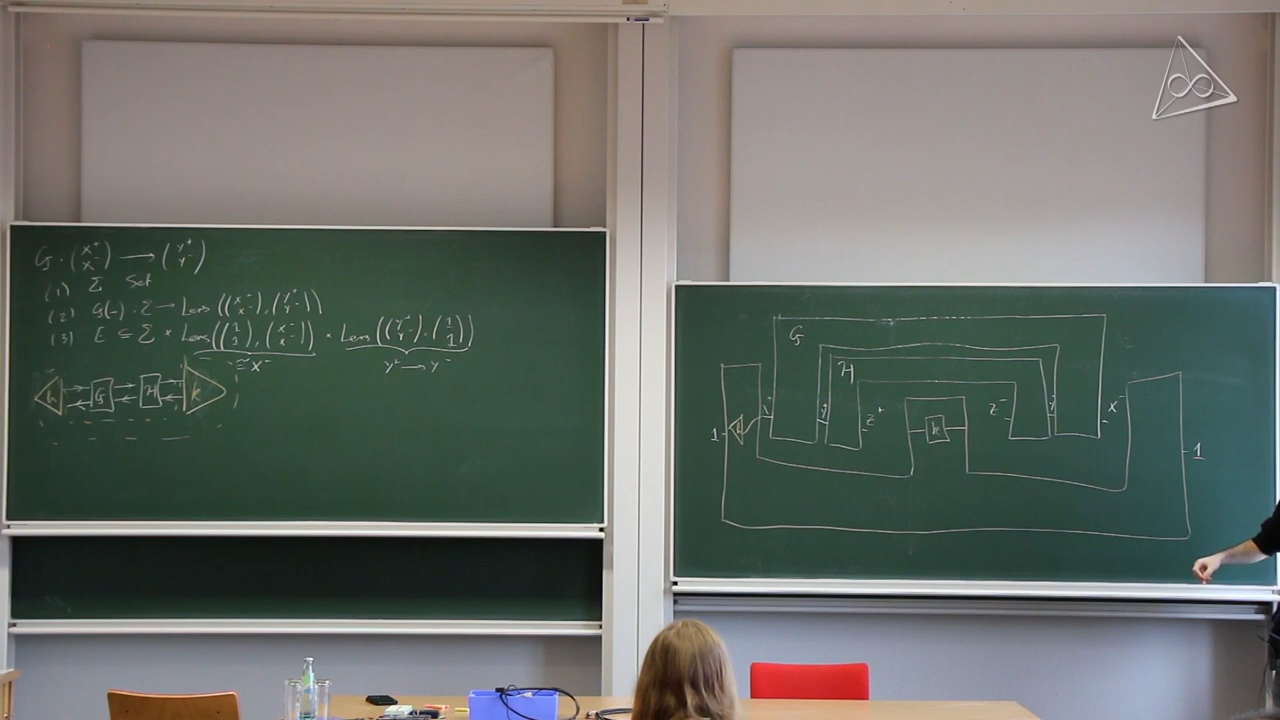 G : (x⁺ x⁻) → (y⁺ y⁻)
(1) Σ Set
(2) G(-) : Σ → Lens((x⁺ x⁻), (y⁺ y⁻))
(3) E ⊆ Σ × Lens((1 1), (x⁺ x⁻)) × Lens((y⁺ y⁻), (1 1))
≅ x⁺ y⁺ → y⁻
h G H k
G
H
1 h x⁺ y⁺ z⁺ k z⁻ y⁻ x⁻ 1